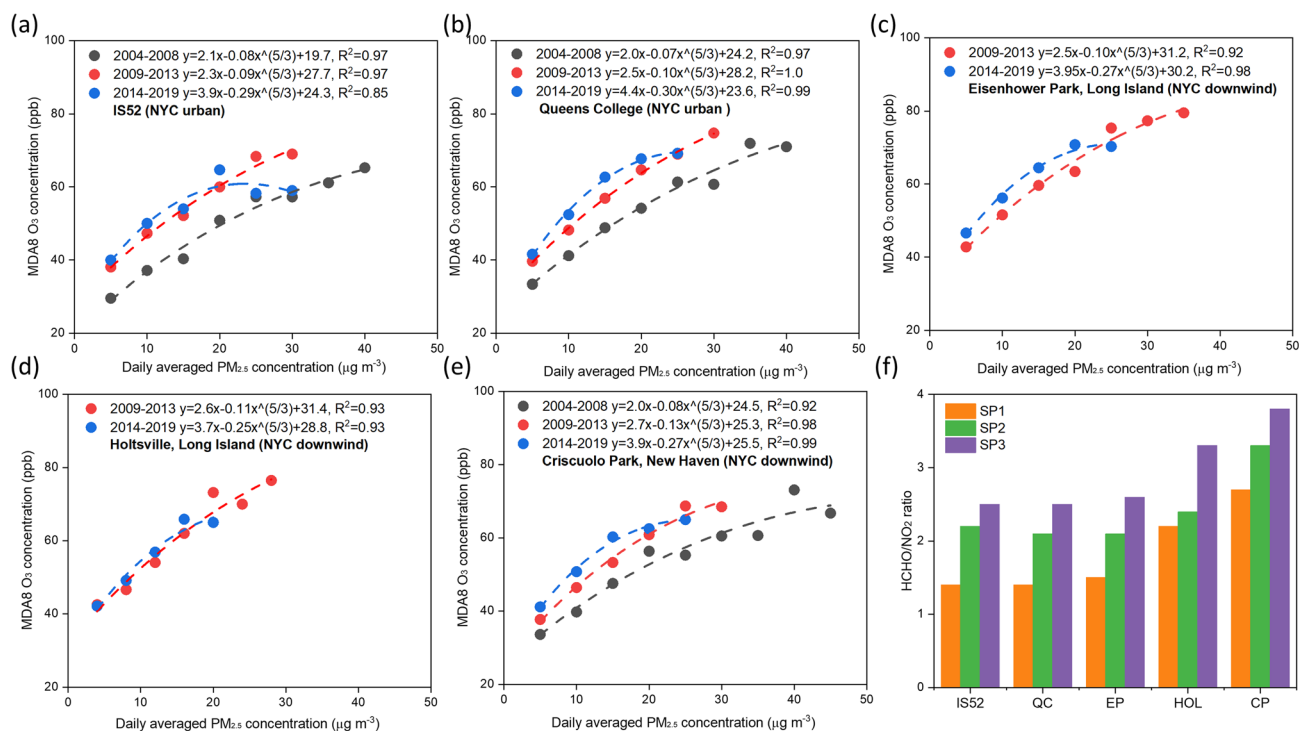 (a)
2004-2008 y=2.1x-0.08x^(5/3)+19.7, R²=0.97
2009-2013 y=2.3x-0.09x^(5/3)+27.7, R²=0.97
2014-2019 y=3.9x-0.29x^(5/3)+24.3, R²=0.85
IS52 (NYC urban)
MDA8 O₃ concentration (ppb)
100
80
60
40
20
0
10
20
30
40
50
Daily averaged PM₂.₅ concentration (μg m⁻³)
(b)
2004-2008 y=2.0x-0.07x^(5/3)+24.2, R²=0.97
2009-2013 y=2.5x-0.10x^(5/3)+28.2, R²=1.0
2014-2019 y=4.4x-0.30x^(5/3)+23.6, R²=0.99
Queens College (NYC urban )
MDA8 O₃ concentration (ppb)
100
80
60
40
20
0
10
20
30
40
50
Daily averaged PM₂.₅ concentration (μg m⁻³)
(c)
2009-2013 y=2.5x-0.10x^(5/3)+31.2, R²=0.92
2014-2019 y=3.95x-0.27x^(5/3)+30.2, R²=0.98
Eisenhower Park, Long Island (NYC downwind)
MDA8 O₃ concentration (ppb)
100
80
60
40
20
0
10
20
30
40
50
Daily averaged PM₂.₅ concentration (μg m⁻³)
(d)
2009-2013 y=2.6x-0.11x^(5/3)+31.4, R²=0.93
2014-2019 y=3.7x-0.25x^(5/3)+28.8, R²=0.93
Holtsville, Long Island (NYC downwind)
MDA8 O₃ concentration (ppb)
100
80
60
40
20
0
10
20
30
40
50
Daily averaged PM₂.₅ concentration (μg m⁻³)
(e)
2004-2008 y=2.0x-0.08x^(5/3)+24.5, R²=0.92
2009-2013 y=2.7x-0.13x^(5/3)+25.3, R²=0.98
2014-2019 y=3.9x-0.27x^(5/3)+25.5, R²=0.99
Criscuolo Park, New Haven (NYC downwind)
MDA8 O₃ concentration (ppb)
100
80
60
40
20
0
10
20
30
40
50
Daily averaged PM₂.₅ concentration (μg m⁻³)
(f)
SP1
SP2
SP3
HCHO/NO₂ ratio
4
3
2
1
0
IS52
QC
EP
HOL
CP